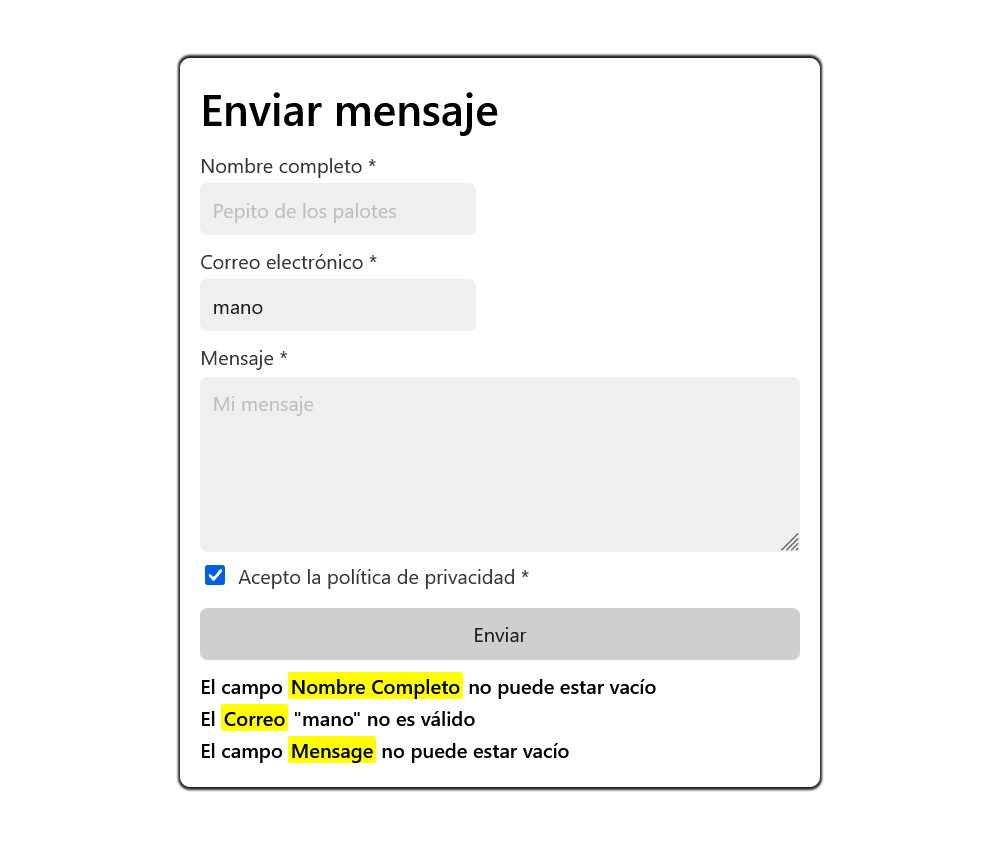 Enviar mensaje
Nombre completo *
Pepito de los palotes
Correo electrónico *
mano
Mensaje *
Mi mensaje
Acepto la política de privacidad *
Enviar
El campo Nombre Completo no puede estar vacío
El Correo "mano" no es válido
El campo Mensage no puede estar vacío